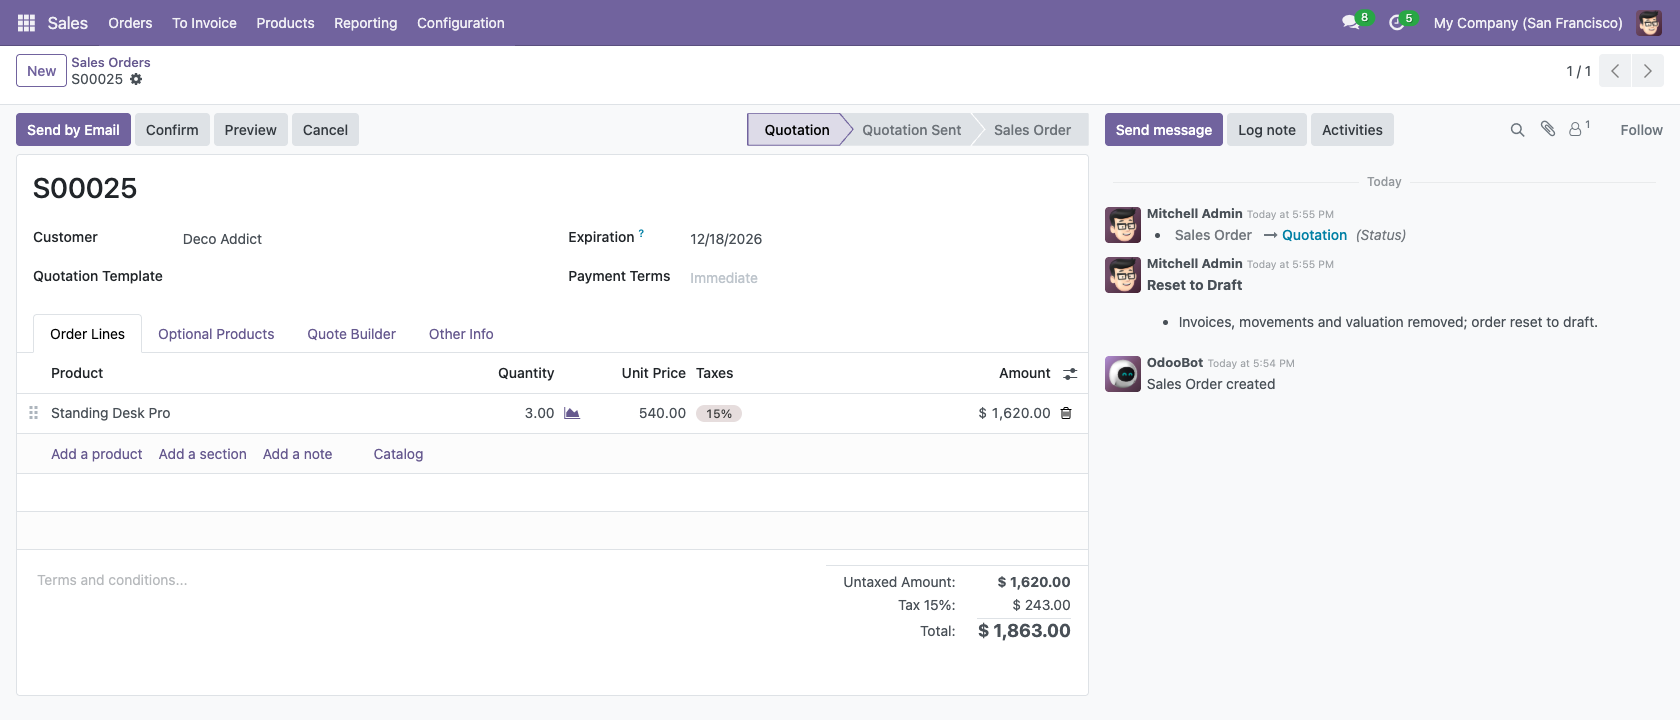 Sales Orders To Invoice Products Reporting Configuration 8 5 My Company (San Francisco)
New Sales Orders
S00025
1 / 1
Send by Email Confirm Preview Cancel Quotation Quotation Sent Sales Order
S00025
Customer Deco Addict Expiration ? 12/18/2026
Quotation Template Payment Terms Immediate
Order Lines Optional Products Quote Builder Other Info
Product Quantity Unit Price Taxes Amount
Standing Desk Pro 3.00 540.00 15% $ 1,620.00
Add a product Add a section Add a note Catalog
Terms and conditions...
Untaxed Amount: $ 1,620.00
Tax 15%: $ 243.00
Total: $ 1,863.00
Send message Log note Activities 1 Follow
Today
Mitchell Admin Today at 5:55 PM
• Sales Order → Quotation (Status)
Mitchell Admin Today at 5:55 PM
Reset to Draft
• Invoices, movements and valuation removed; order reset to draft.
OdooBot Today at 5:54 PM
Sales Order created